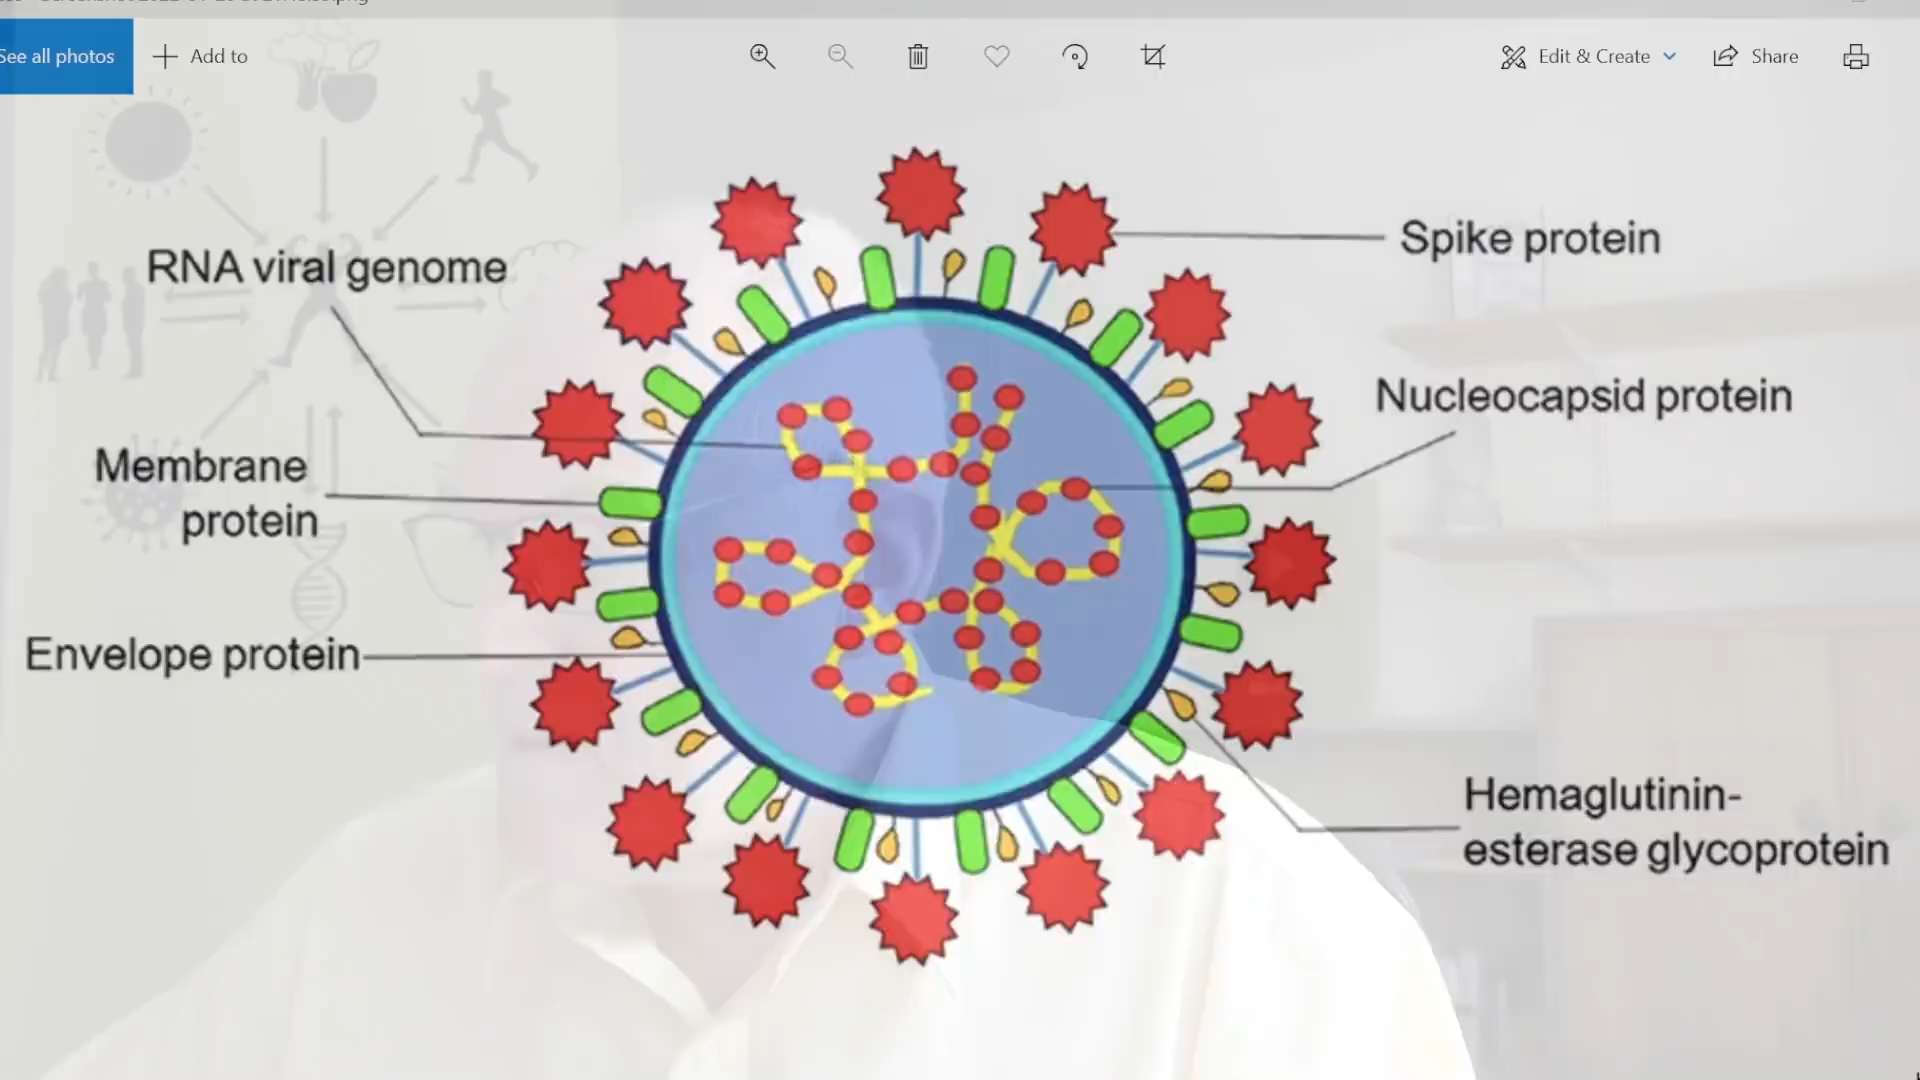 See all photos
Add to
Edit & Create
Share
RNA viral genome
Spike protein
Nucleocapsid protein
Membrane
protein
Envelope protein
Hemaglutinin-
esterase glycoprotein